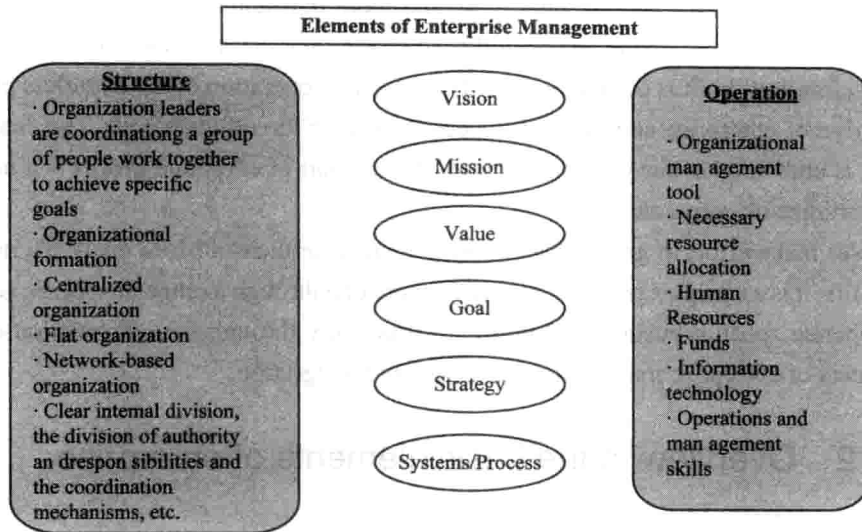 Elements of Enterprise Management
Structure
· Organization leaders
are coordinationg a group
of people work together
to achieve specific
goals
· Organizational
formation
· Centralized
organization
· Flat organization
· Network-based
organization
· Clear internal division,
the division of authority
an drespon sibilities and
the coordination
mechanisms, etc.
Vision
Mission
Value
Goal
Strategy
Systems/Process
Operation
· Organizational
man agement
tool
· Necessary
resource
allocation
· Human
Resources
· Funds
· Information
technology
· Operations and
man agement
skills